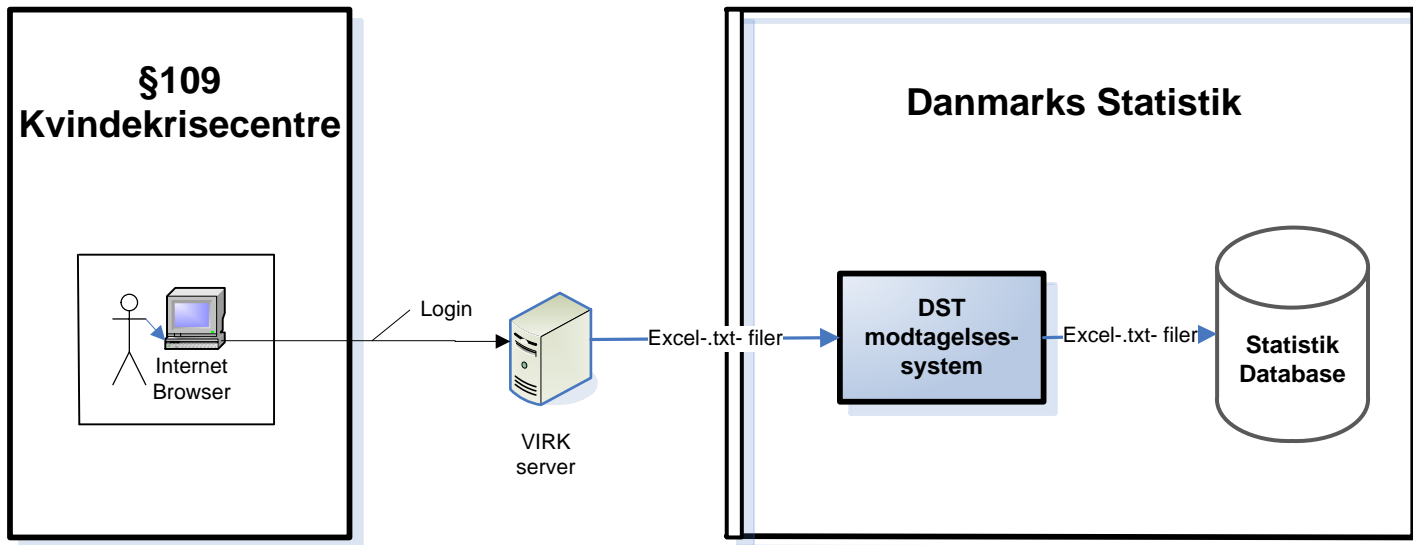 §109
Kvindekrisecentre
Internet
Browser
Login
VIRK
server
Excel-.txt- filer
Danmarks Statistik
DST
modtagelses-
system
Excel-.txt- filer
Statistik
Database